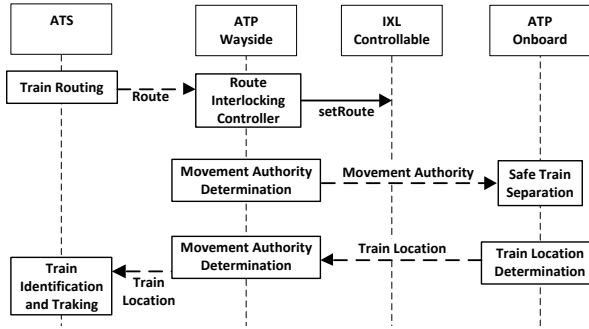 ATS
ATP
Wayside
IXL
Controllable
ATP
Onboard
Train Routing
Route
Route
Interlocking
Controller
setRoute
Movement Authority
Determination
Movement Authority
Safe Train
Separation
Movement Authority
Determination
Train Location
Train Location
Determination
Train
Identification
and Traking
Train
Location